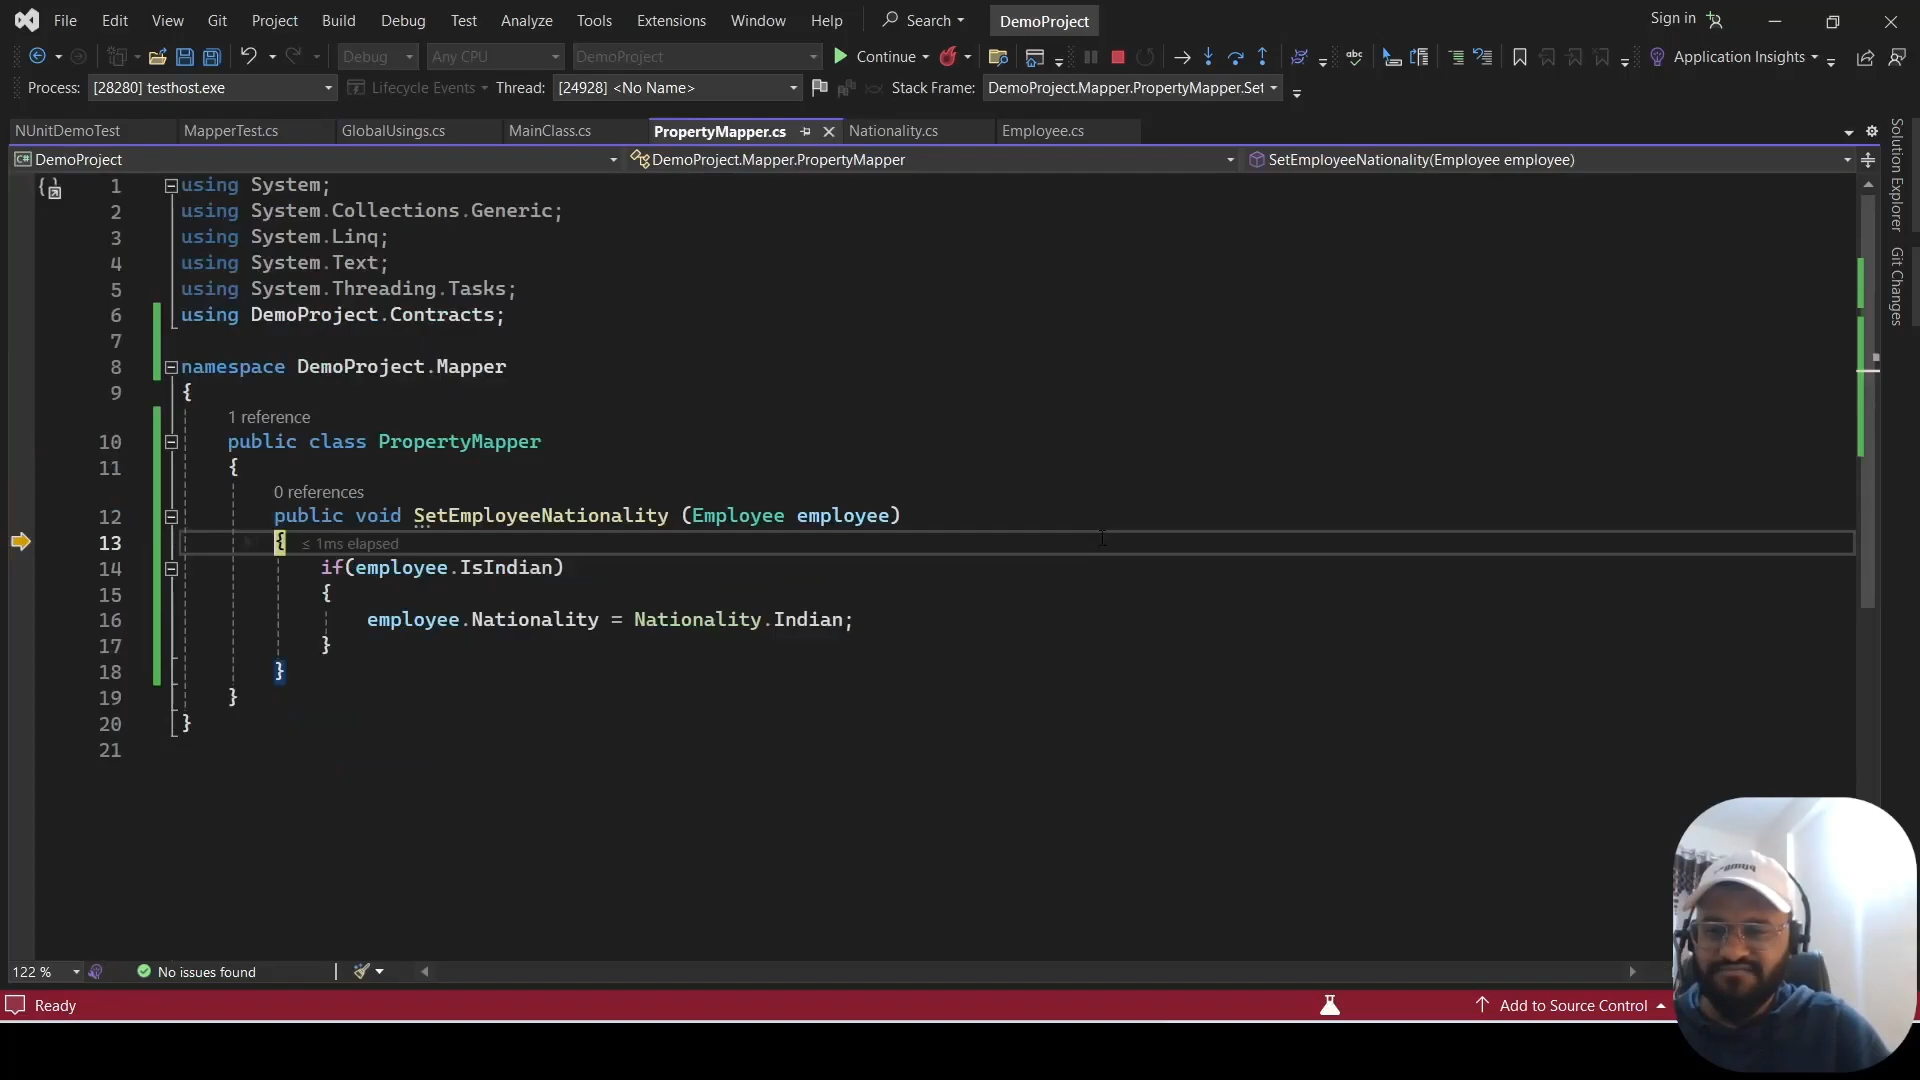 File Edit View Git Project Build Debug Test Analyze Tools Extensions Window Help Search DemoProject Sign in
Debug Any CPU DemoProject Continue Application Insights
Process: [28280] testhost.exe Lifecycle Events Thread: [24928] <No Name> Stack Frame: DemoProject.Mapper.PropertyMapper.Set
NUnitDemoTest MapperTest.cs GlobalUsings.cs MainClass.cs PropertyMapper.cs Nationality.cs Employee.cs
DemoProject DemoProject.Mapper.PropertyMapper SetEmployeeNationality(Employee employee)
1 using System;
2 using System.Collections.Generic;
3 using System.Linq;
4 using System.Text;
5 using System.Threading.Tasks;
6 using DemoProject.Contracts;
7
8 namespace DemoProject.Mapper
9 {
1 reference
10 public class PropertyMapper
11 {
0 references
12 public void SetEmployeeNationality (Employee employee)
13 { ≤ 1ms elapsed
14 if(employee.IsIndian)
15 {
16 employee.Nationality = Nationality.Indian;
17 }
18 }
19 }
20 }
21
Solution Explorer
Git Changes
122 % No issues found
Ready Add to Source Control